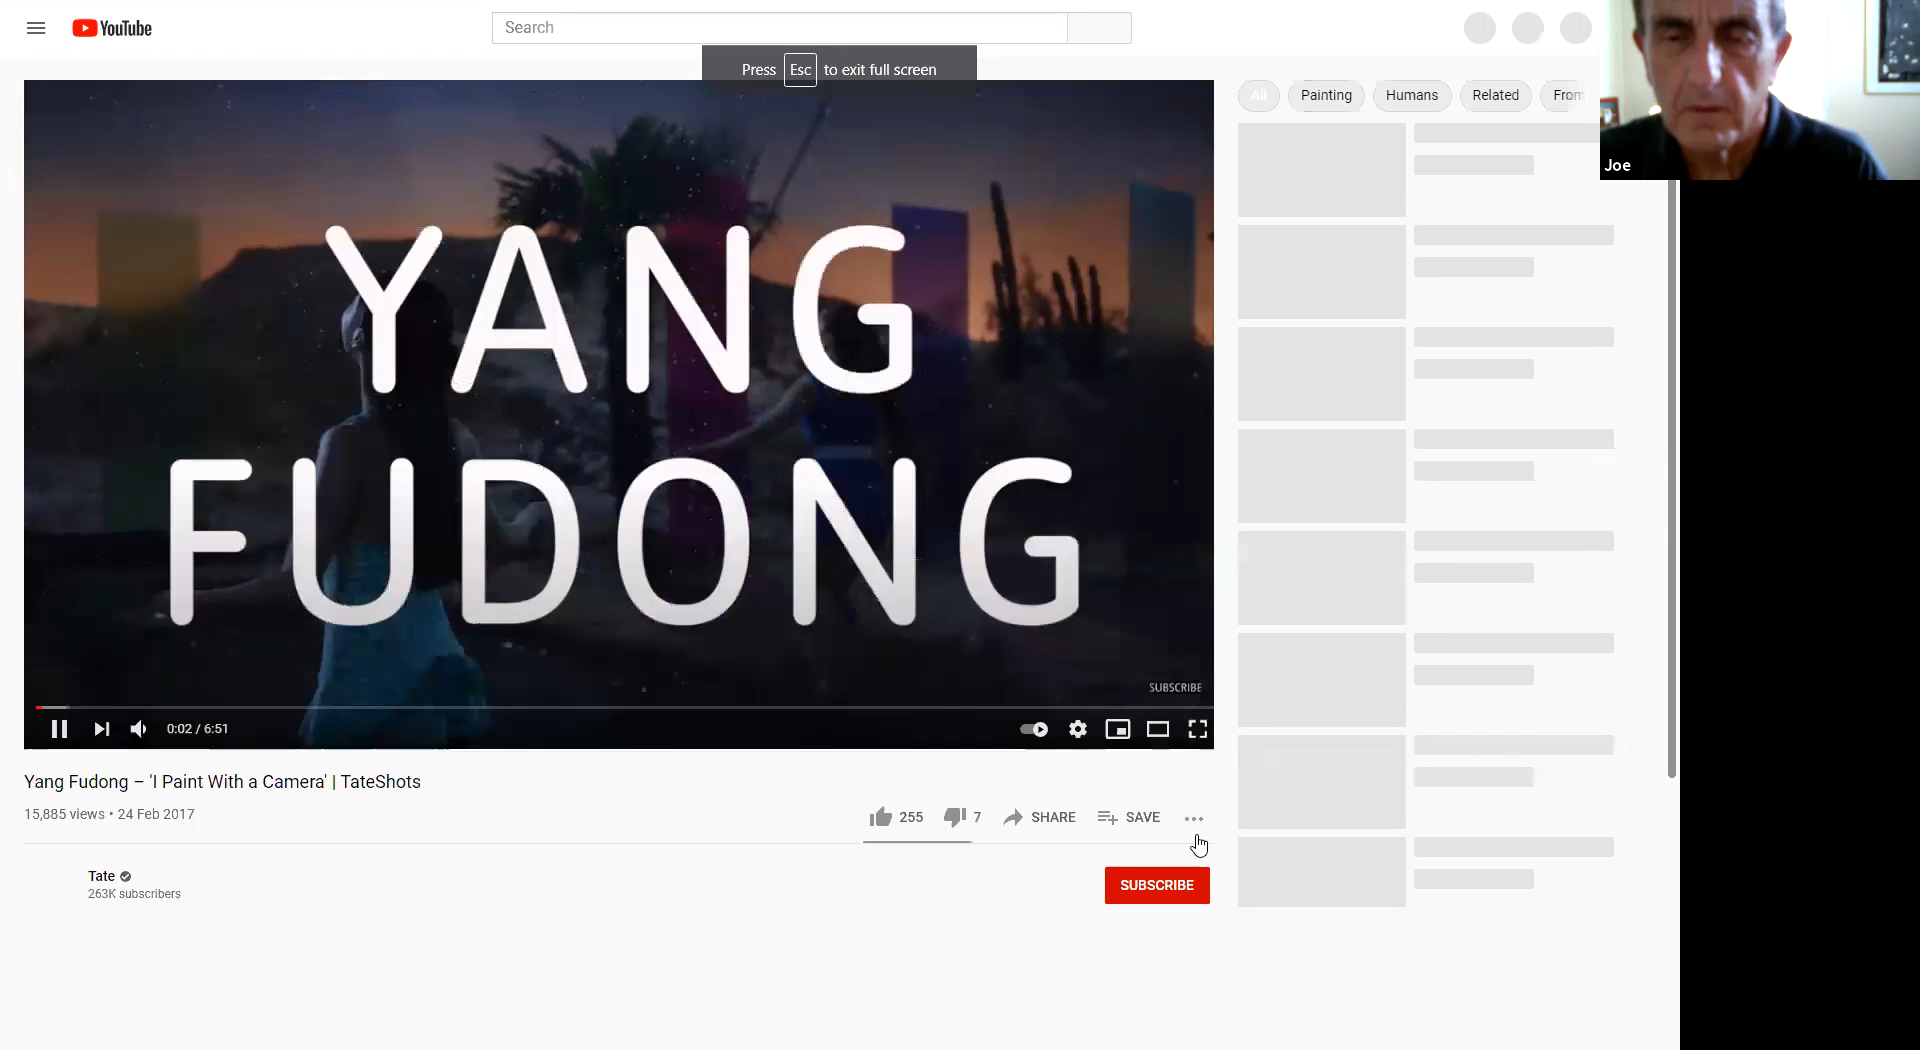 YouTube
Search
Press Esc to exit full screen
All
Painting
Humans
Related
From
Joe
YANG
FUDONG
SUBSCRIBE
0:02 / 6:51
Yang Fudong – 'I Paint With a Camera' | TateShots
15,885 views • 24 Feb 2017
255
7
SHARE
SAVE
Tate
263K subscribers
SUBSCRIBE